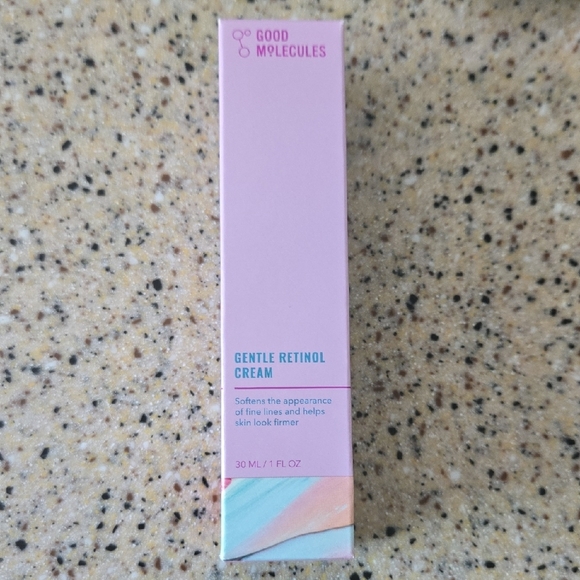 GOOD
MOLECULES
GENTLE RETINOL
CREAM
Softens the appearance
of fine lines and helps
skin look firmer
30 ML / 1 FL OZ